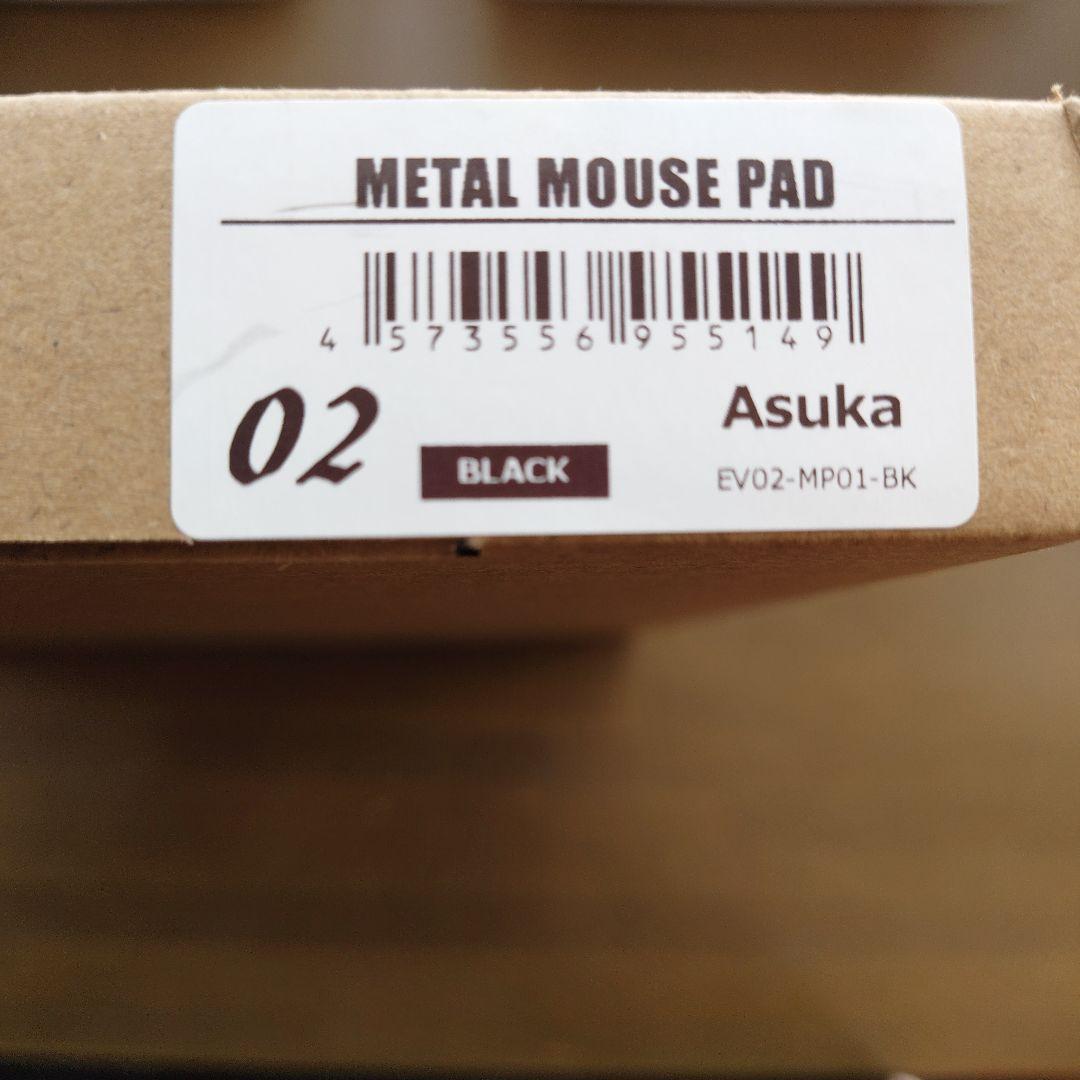 METAL MOUSE PAD
4 573556 955149
02
BLACK
Asuka
EV02-MP01-BK